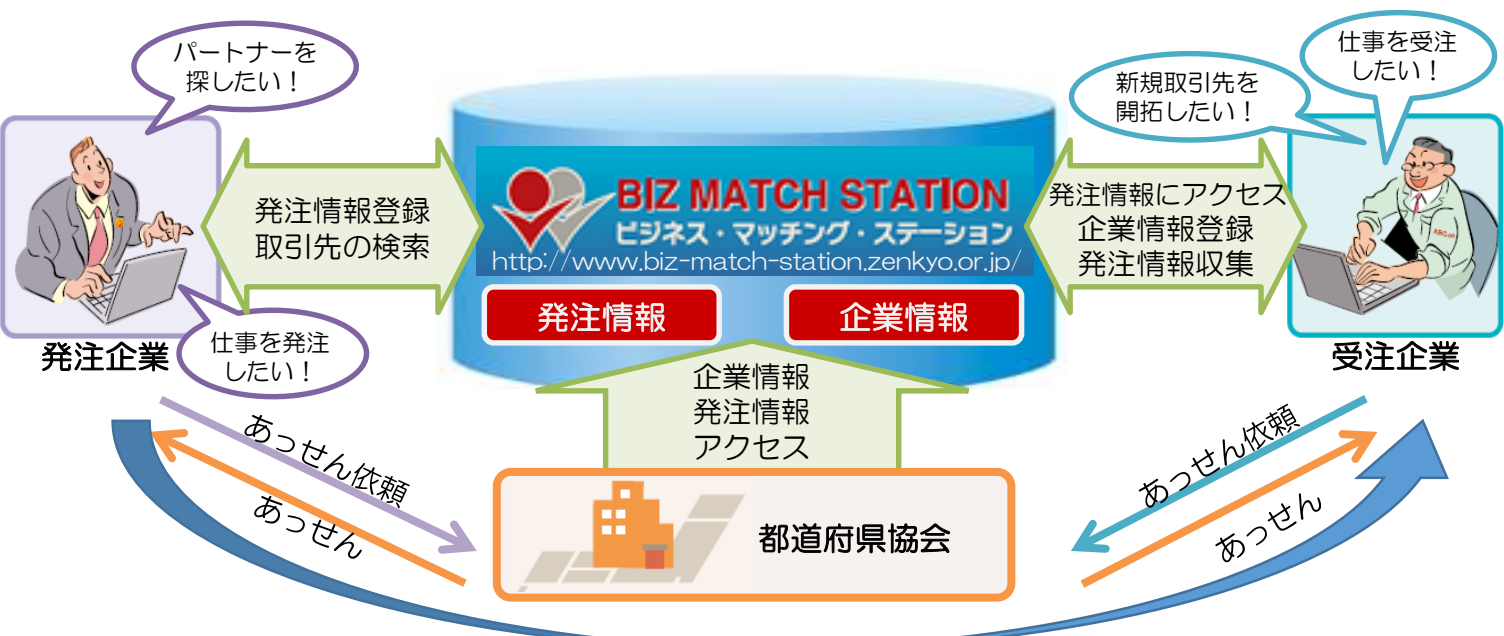 パートナーを
探したい！
仕事を受注
したい！
新規取引先を
開拓したい！
発注情報登録
取引先の検索
BIZ MATCH STATION
ビジネス・マッチング・ステーション
http://www.biz-match-station.zenkyo.or.jp/
発注情報にアクセス
企業情報登録
発注情報収集
ABC㈱
発注情報
企業情報
発注企業
仕事を発注
したい！
受注企業
企業情報
発注情報
アクセス
あっせん依頼
あっせん
あっせん依頼
あっせん
都道府県協会